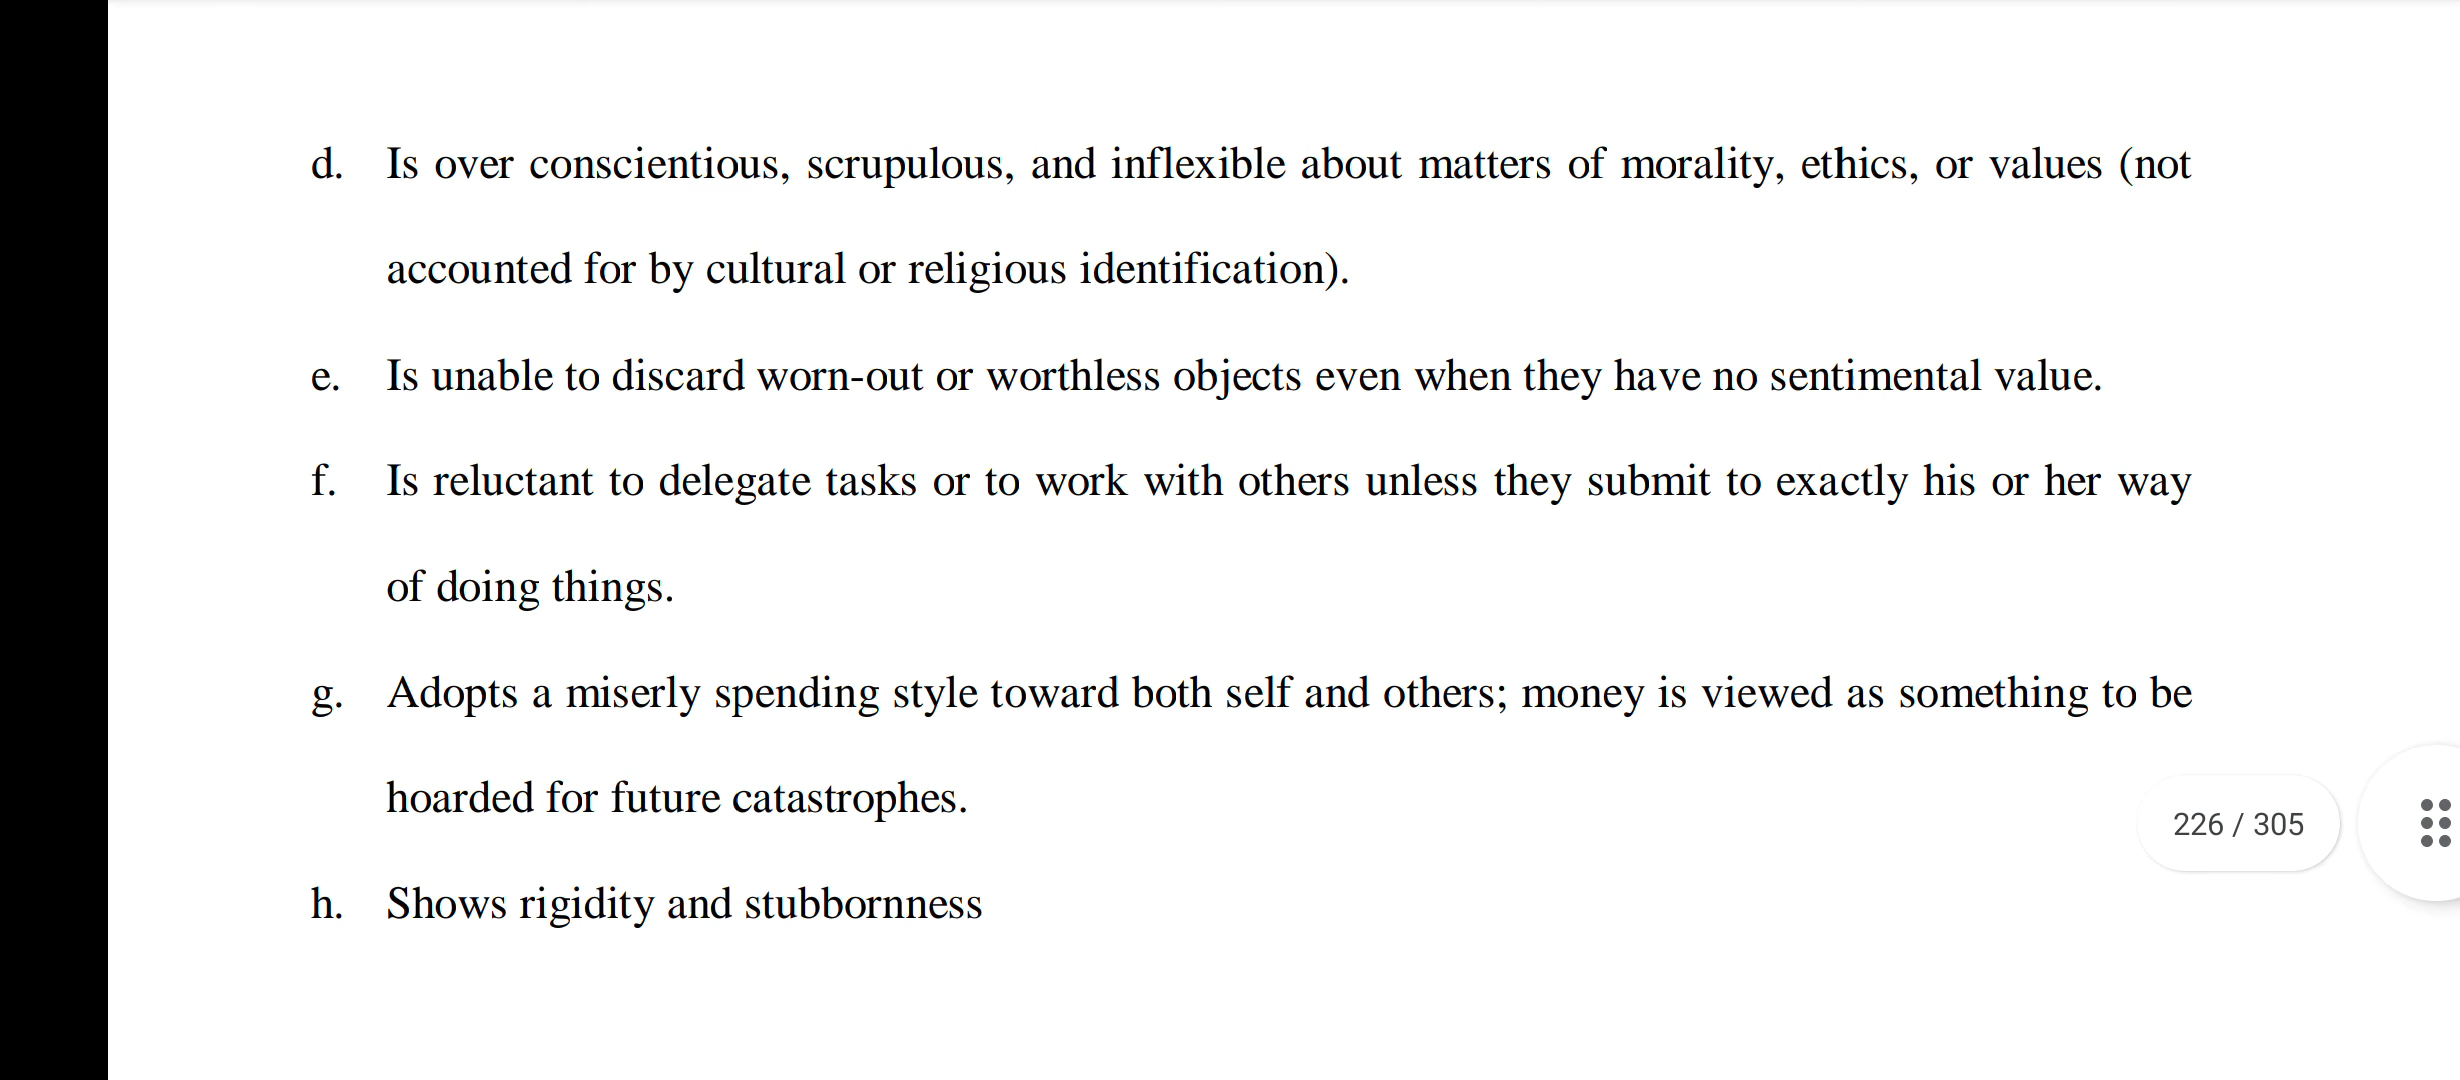 d. Is over conscientious, scrupulous, and inflexible about matters of morality, ethics, or values (not
accounted for by cultural or religious identification).
e. Is unable to discard worn-out or worthless objects even when they have no sentimental value.
f. Is reluctant to delegate tasks or to work with others unless they submit to exactly his or her way
of doing things.
g. Adopts a miserly spending style toward both self and others; money is viewed as something to be
hoarded for future catastrophes.
226 / 305
h. Shows rigidity and stubbornness